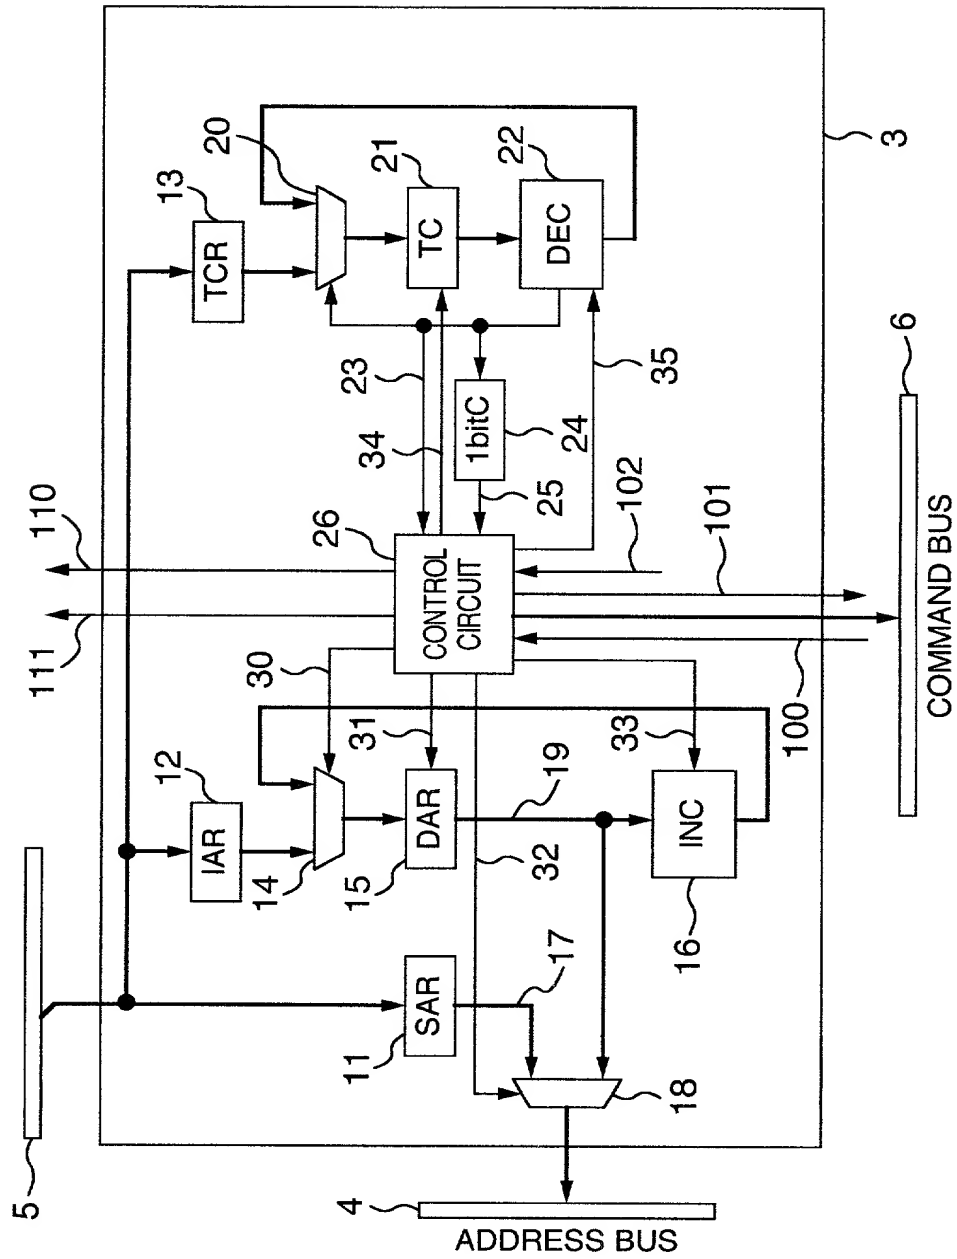 110
111
13
TCR
20
21
TC
22
DEC
3
23
34
1bitC
24
25
35
6
26
CONTROL
CIRCUIT
102
101
100
COMMAND BUS
30
31
32
33
12
IAR
14
15
DAR
19
INC
16
17
SAR
11
18
5
4
ADDRESS BUS